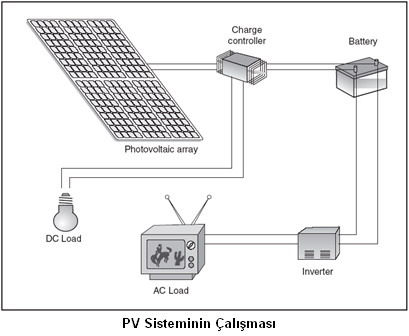 Charge
controller
Battery
Photovoltaic array
DC Load
AC Load
Inverter
PV Sisteminin Çalışması